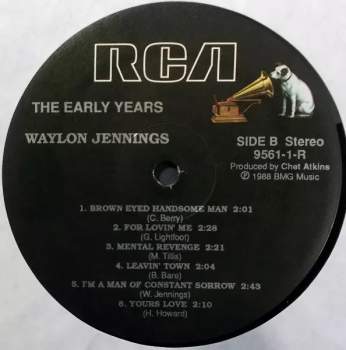 RCA
THE EARLY YEARS
WAYLON JENNINGS
SIDE B Stereo
9561-1-R
Produced by Chet Atkins
℗ 1988 BMG Music
1. BROWN EYED HANDSOME MAN 2:01
(C. Berry)
2. FOR LOVIN' ME 2:28
(G. Lightfoot)
3. MENTAL REVENGE 2:21
(M. Tillis)
4. LEAVIN' TOWN 2:04
(B. Bare)
5. I'M A MAN OF CONSTANT SORROW 2:43
(W. Jennings)
6. YOURS LOVE 2:10
(H. Howard)